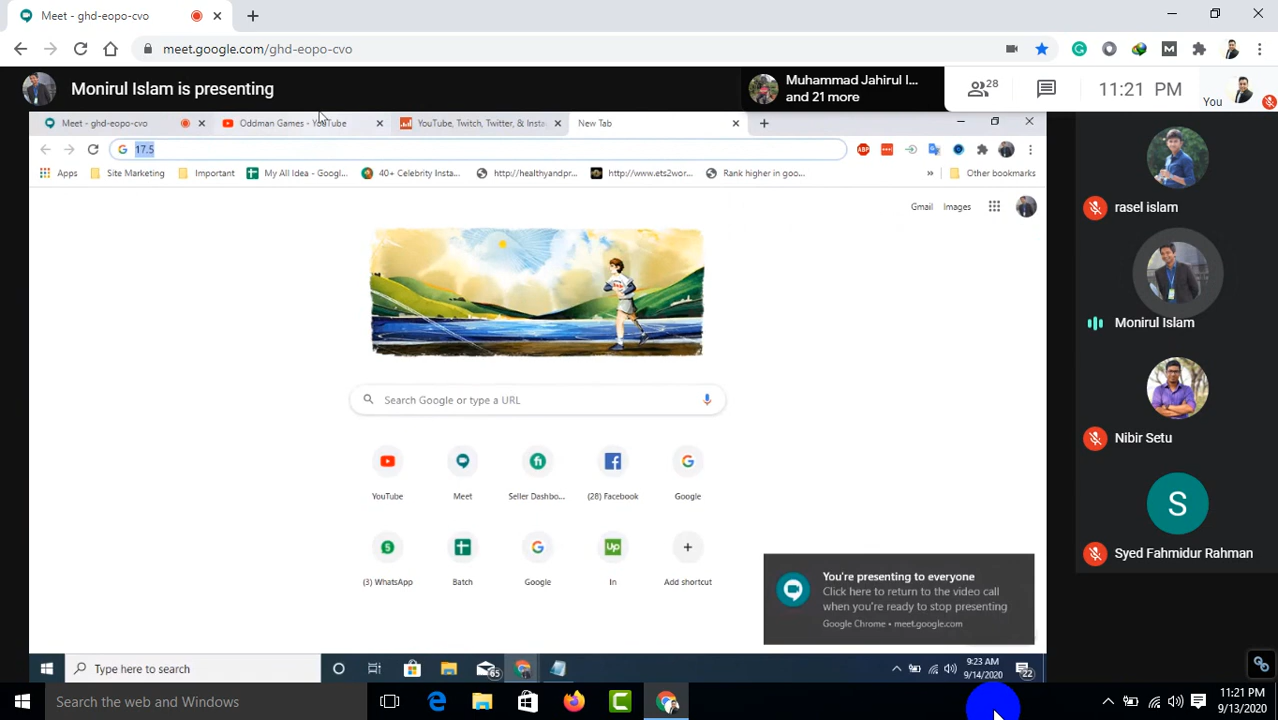 Meet - ghd-eopo-cvo
meet.google.com/ghd-eopo-cvo
Monirul Islam is presenting
Muhammad Jahirul I...
and 21 more
28
11:21 PM
You
Meet - ghd-eopo-cvo
Oddman Games - YouTube
YouTube, Twitch, Twitter, & Insta
New Tab
17.5
ABP
Apps
Site Marketing
Important
My All Idea - Googl...
40+ Celebrity Insta...
http://healthyandpr...
http://www.ets2wor...
Rank higher in goo...
Other bookmarks
Gmail
Images
Search Google or type a URL
YouTube
Meet
Seller Dashbo...
(28) Facebook
Google
(3) WhatsApp
Batch
Google
In
Add shortcut
You're presenting to everyone
Click here to return to the video call
when you're ready to stop presenting
Google Chrome • meet.google.com
rasel islam
Monirul Islam
Nibir Setu
S
Syed Fahmidur Rahman
Type here to search
65
9:23 AM
9/14/2020
22
Search the web and Windows
11:21 PM
9/13/2020